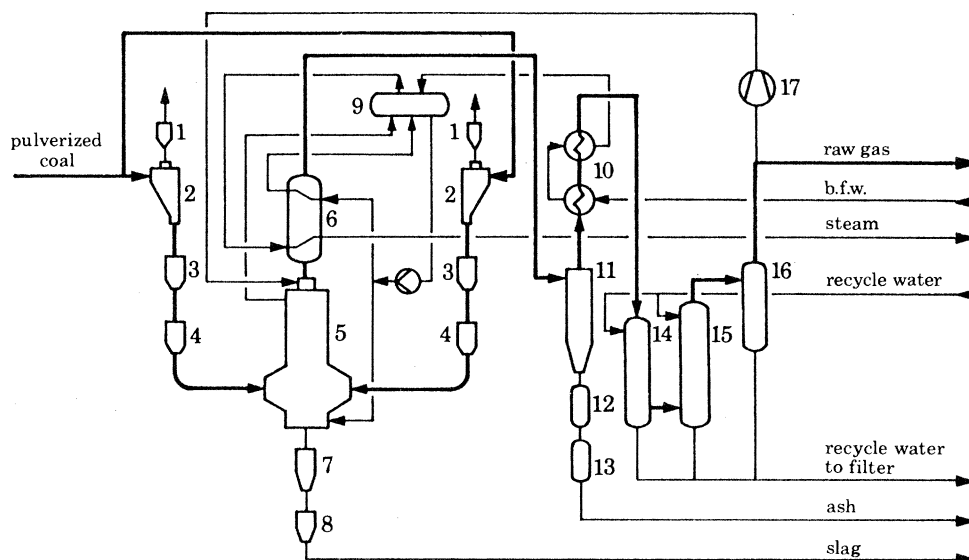 17
9
1
1
pulverized
coal
raw gas
10
b.f.w.
2
2
6
steam
3
3
11
16
recycle water
4
5
4
14
15
12
7
13
recycle water
to filter
ash
8
slag